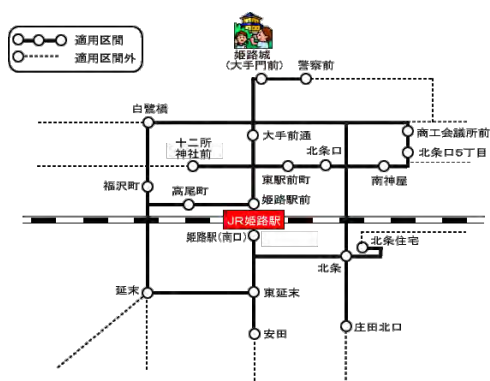 適用区間
適用区間外
姫路城
(大手門前)
警察前
白鷺橋
商工会議所前
大手前通
十二所
神社前
北条口
北条口5丁目
東駅前町
南神屋
福沢町
高尾町
姫路駅前
JR姫路駅
姫路駅(南口)
北条住宅
北条
延末
東延末
安田
庄田北口